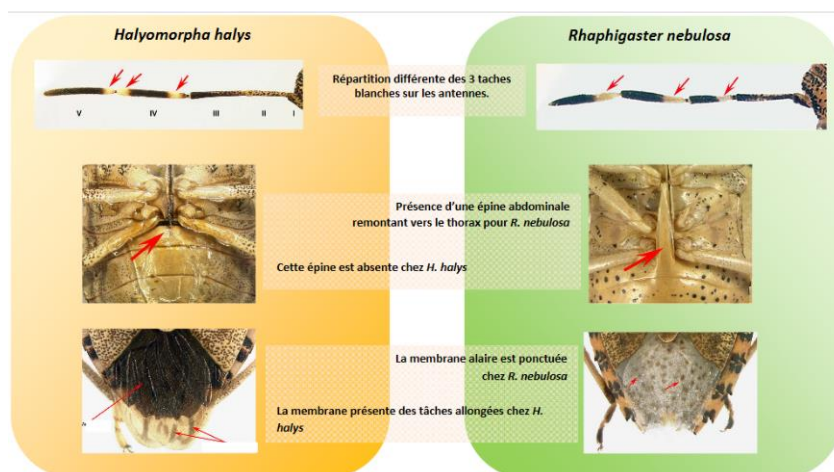 Halyomorpha halys
Rhaphigaster nebulosa
Répartition différente des 3 taches
blanches sur les antennes.
V IV III II I
Présence d'une épine abdominale
remontant vers le thorax pour R. nebulosa
Cette épine est absente chez H. halys
La membrane alaire est ponctuée
chez R. nebulosa
La membrane présente des tâches allongées chez H.
halys